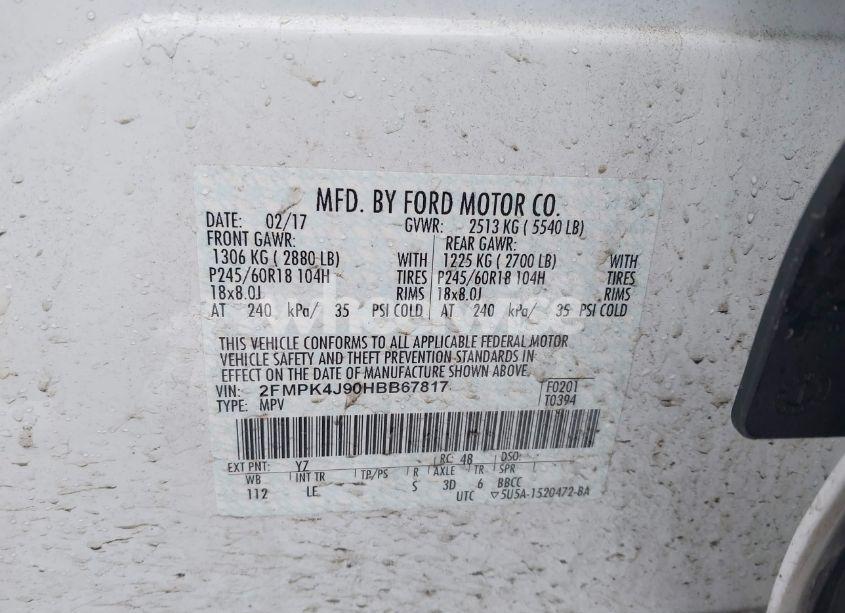 MFD. BY FORD MOTOR CO.
DATE: 02/17 GVWR: 2513 KG ( 5540 LB)
FRONT GAWR: REAR GAWR:
1306 KG ( 2880 LB) WITH 1225 KG ( 2700 LB) WITH
P245/60R18 104H TIRES P245/60R18 104H TIRES
18x8.0J RIMS 18x8.0J RIMS
AT 240 kPa/ 35 PSI COLD AT 240 kPa/ 35 PSI COLD
THIS VEHICLE CONFORMS TO ALL APPLICABLE FEDERAL MOTOR
VEHICLE SAFETY AND THEFT PREVENTION STANDARDS IN
EFFECT ON THE DATE OF MANUFACTURE SHOWN ABOVE.
VIN: 2FMPK4J90HBB67817 F0201
TYPE: MPV T0394
EXT PNT: YZ RC: 48 DSO:
WB INT TR TP/PS R AXLE TR SPR
112 LE S 3D 6 BBCC
UTC ▽5U5A-1520472-BA